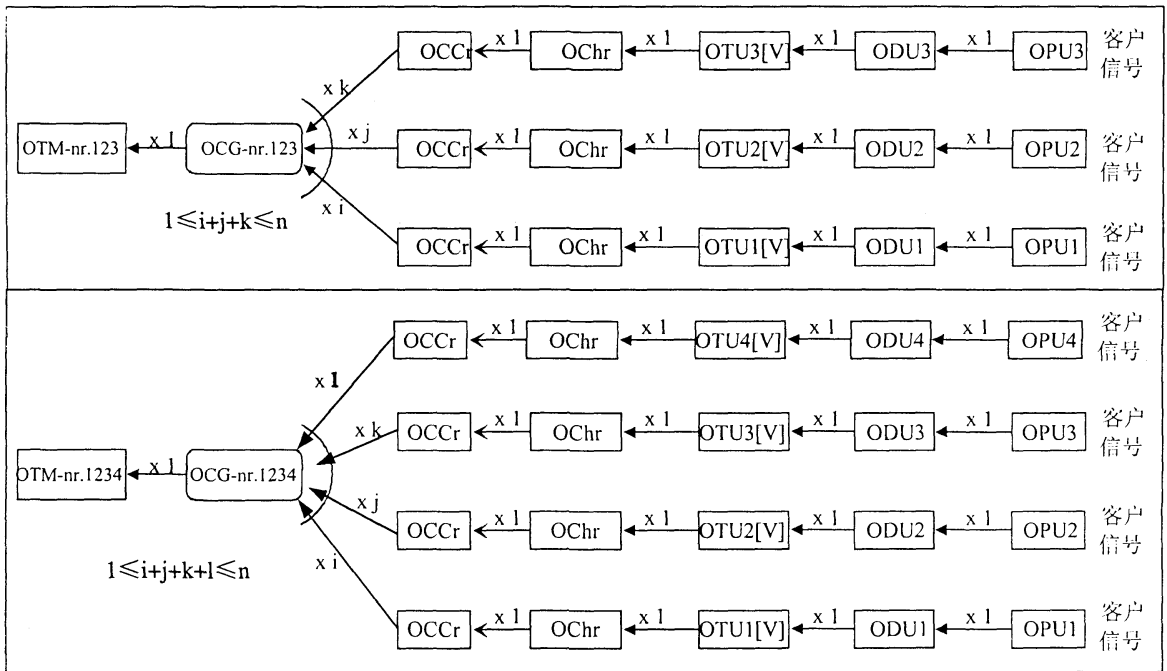 OCCr x 1 OChr x 1 OTU3[V] x 1 ODU3 x 1 OPU3 客户信号
x k
OTM-nr.123 x 1 OCG-nr.123 x j OCCr x 1 OChr x 1 OTU2[V] x 1 ODU2 x 1 OPU2 客户信号
x i
1≤i+j+k≤n
OCCr x 1 OChr x 1 OTU1[V] x 1 ODU1 x 1 OPU1 客户信号
OCCr x 1 OChr x 1 OTU4[V] x 1 ODU4 x 1 OPU4 客户信号
x l
x k OCCr x 1 OChr x 1 OTU3[V] x 1 ODU3 x 1 OPU3 客户信号
OTM-nr.1234 x 1 OCG-nr.1234
x j OCCr x 1 OChr x 1 OTU2[V] x 1 ODU2 x 1 OPU2 客户信号
x i
1≤i+j+k+l≤n
OCCr x 1 OChr x 1 OTU1[V] x 1 ODU1 x 1 OPU1 客户信号